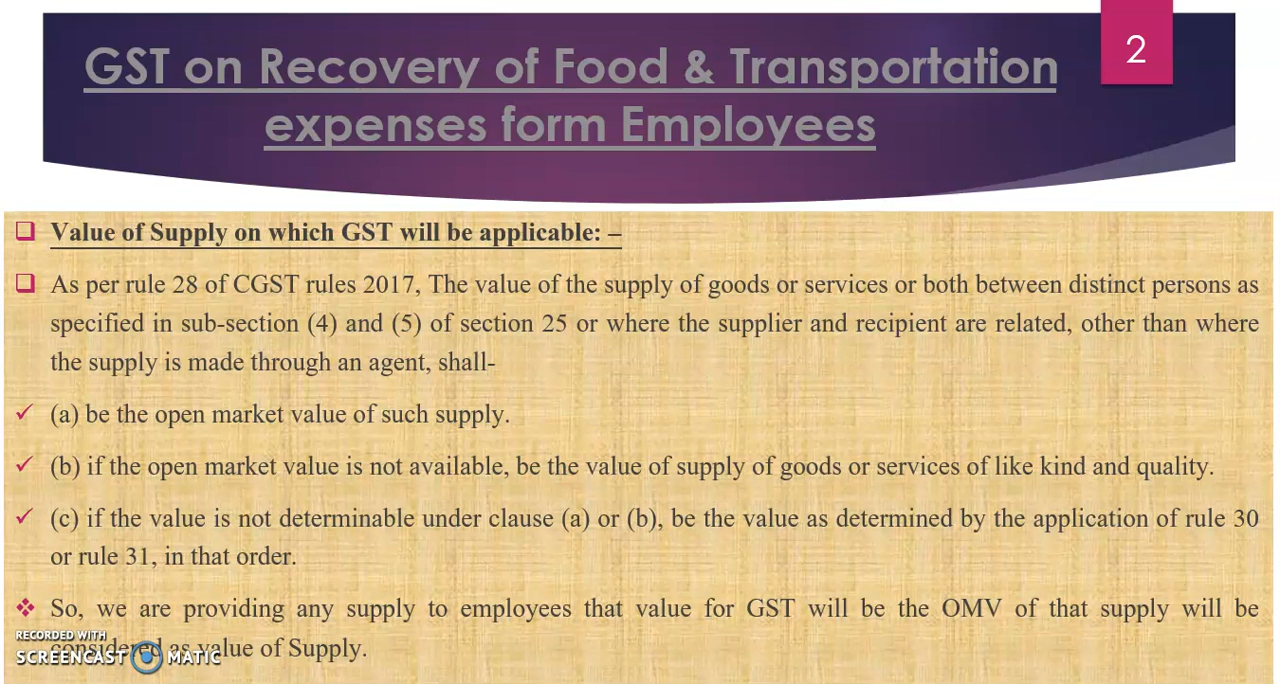 2
GST on Recovery of Food & Transportation
expenses form Employees
Value of Supply on which GST will be applicable: –
As per rule 28 of CGST rules 2017, The value of the supply of goods or services or both between distinct persons as
specified in sub-section (4) and (5) of section 25 or where the supplier and recipient are related, other than where
the supply is made through an agent, shall-
(a) be the open market value of such supply.
(b) if the open market value is not available, be the value of supply of goods or services of like kind and quality.
(c) if the value is not determinable under clause (a) or (b), be the value as determined by the application of rule 30
or rule 31, in that order.
So, we are providing any supply to employees that value for GST will be the OMV of that supply will be
considered as value of Supply.
RECORDED WITH
SCREENCAST MATIC